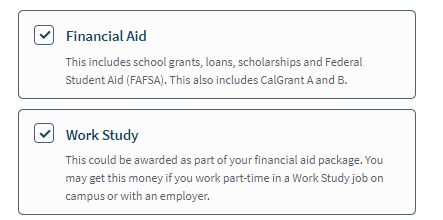 Financial Aid
This includes school grants, loans, scholarships and Federal
Student Aid (FAFSA). This also includes CalGrant A and B.
Work Study
This could be awarded as part of your financial aid package. You
may get this money if you work part-time in a Work Study job on
campus or with an employer.